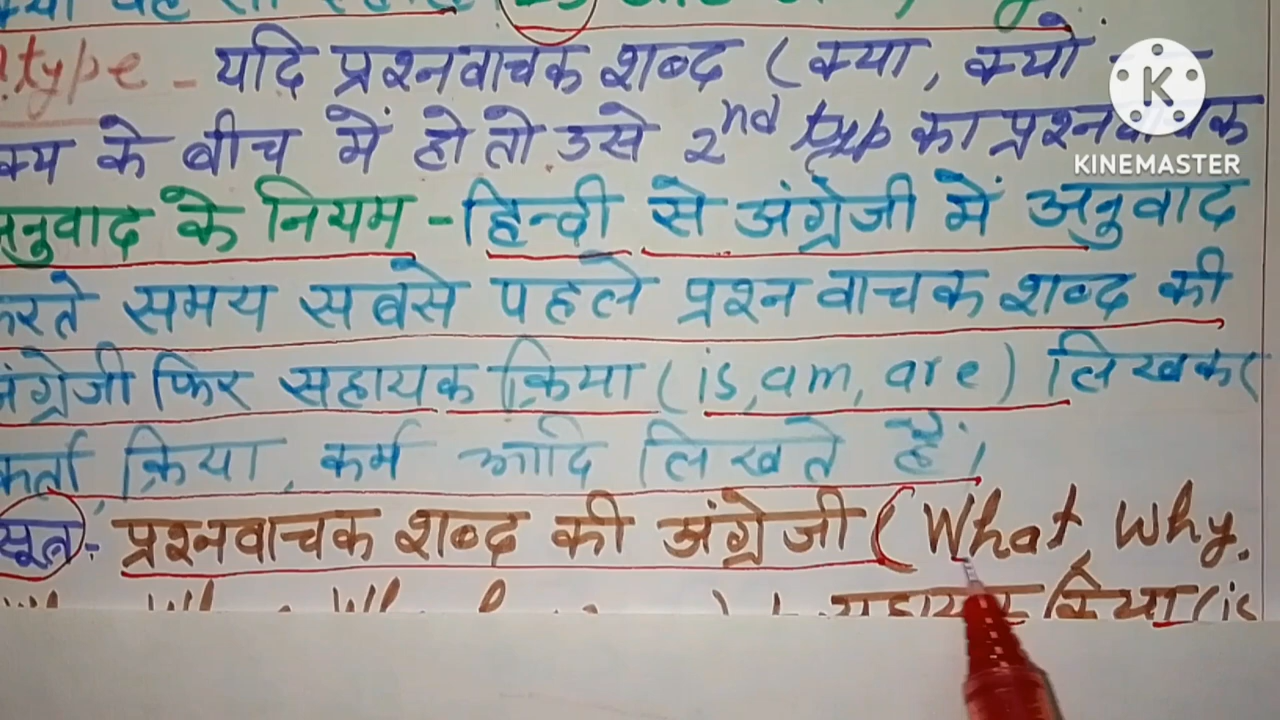 type - यदि प्रश्नवाचक शब्द (क्या, क्यो --
क्य के बीच में हो तो उसे 2nd typ का प्रश्नवाचक
KINEMASTER
अनुवाद के नियम - हिन्दी से अंग्रेजी में अनुवाद
करते समय सबसे पहले प्रश्न वाचक शब्द की
अंग्रेजी फिर सहायक क्रिया (is, am, are) लिखकर
कर्ता, क्रिया, कर्म आदि लिखते हैं।
सूत्र - प्रश्नवाचक शब्द की अंग्रेजी (What, Why,
सहायक क्रिया (is